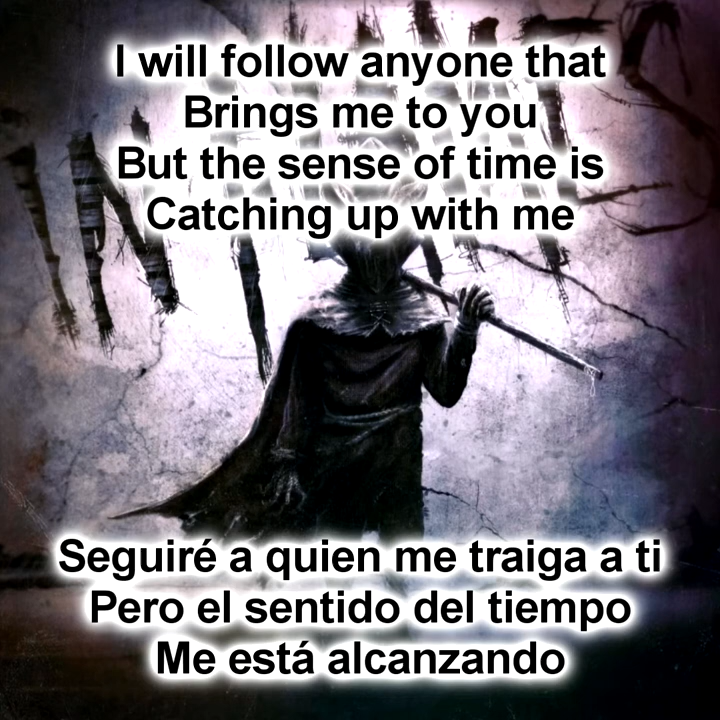 I will follow anyone that
Brings me to you
But the sense of time is
Catching up with me
Seguiré a quien me traiga a ti
Pero el sentido del tiempo
Me está alcanzando